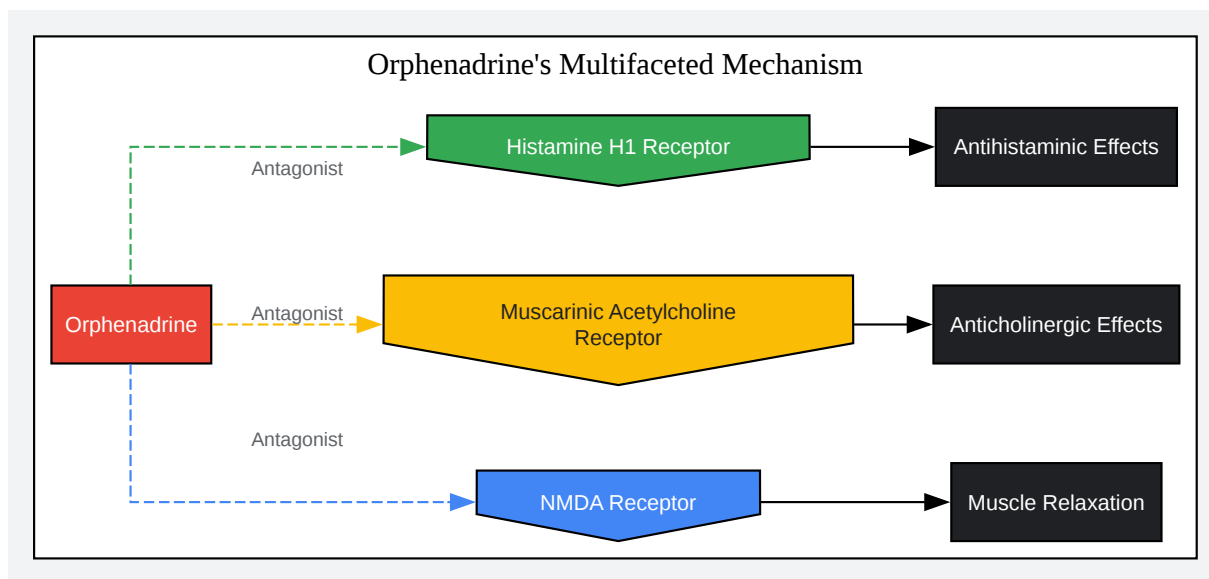 Orphenadrine's Multifaceted Mechanism
Histamine H1 Receptor
Antihistaminic Effects
Antagonist
Orphenadrine
Antagonist
Muscarinic Acetylcholine
Receptor
Anticholinergic Effects
Antagonist
NMDA Receptor
Muscle Relaxation